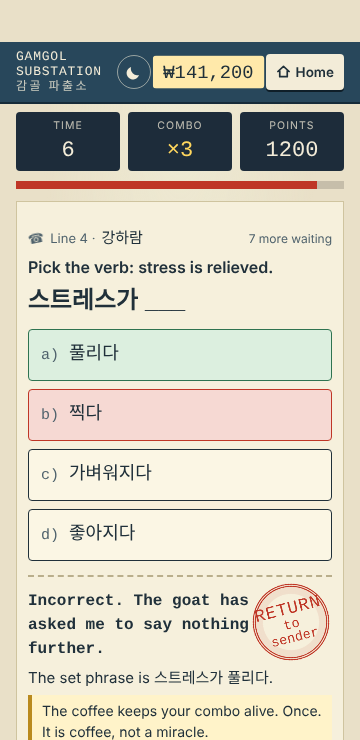 GAMGOL
SUBSTATION
감골 파출소
₩141,200
Home
TIME
6
COMBO
×3
POINTS
1200
☎ Line 4 · 강하람
7 more waiting
Pick the verb: stress is relieved.
스트레스가 ____
a) 풀리다
b) 찍다
c) 가벼워지다
d) 좋아지다
Incorrect. The goat has
asked me to say nothing
further.
RETURN
to
sender
The set phrase is 스트레스가 풀리다.
The coffee keeps your combo alive. Once.
It is coffee, not a miracle.